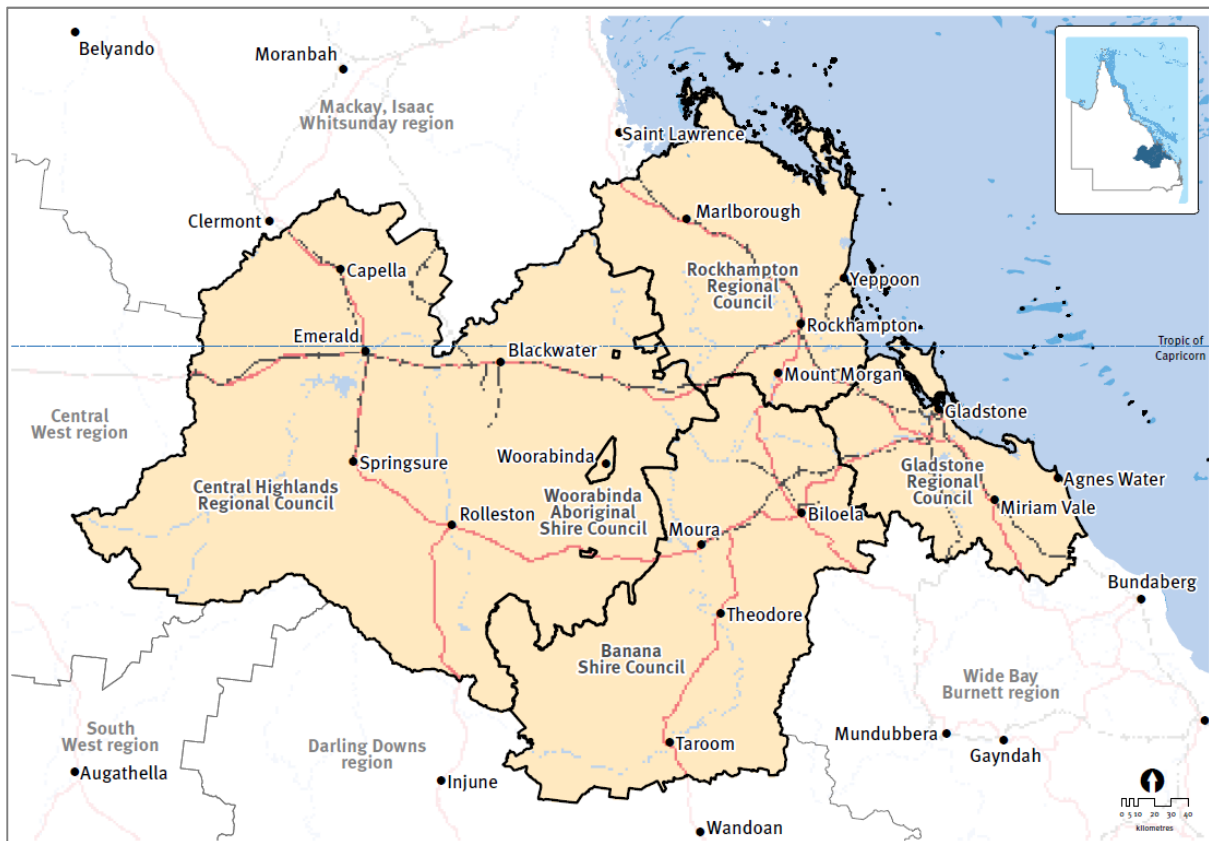 Belyando
Moranbah
Mackay, Isaac
Whitsunday region
Saint Lawrence
Clermont
Marlborough
Capella
Rockhampton
Regional
Council
Yeppoon
Rockhampton
Emerald
Blackwater
Tropic of
Capricorn
Mount Morgan
Central
West region
Gladstone
Springsure
Woorabinda
Gladstone
Regional
Council
Agnes Water
Central Highlands
Regional Council
Woorabinda
Aboriginal
Shire Council
Miriam Vale
Rolleston
Moura
Biloela
Bundaberg
Theodore
Banana
Shire Council
Wide Bay
Burnett region
South
West region
Darling Downs
region
Taroom
Mundubbera
Gayndah
Augathella
Injune
Wandoan
0 5 10 20 30 40
kilometres